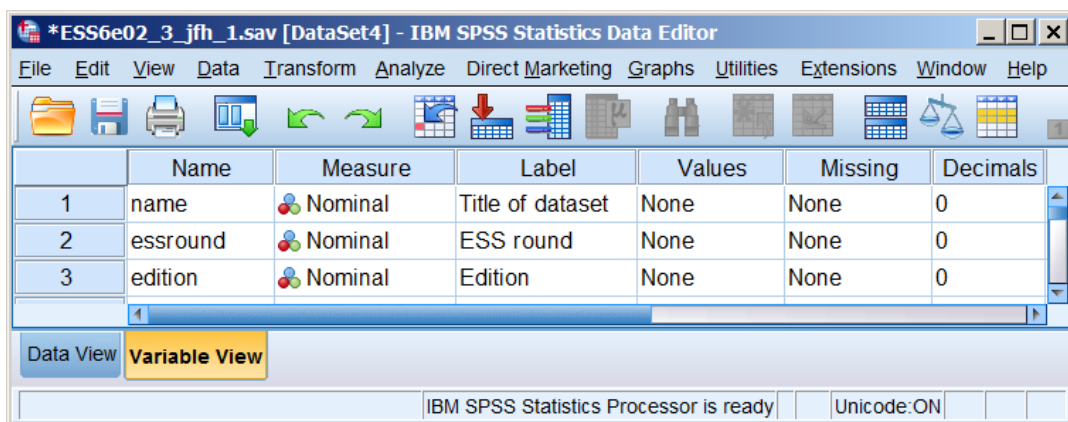 *ESS6e02_3_jfh_1.sav [DataSet4] - IBM SPSS Statistics Data Editor
File Edit View Data Transform Analyze Direct Marketing Graphs Utilities Extensions Window Help
Name Measure Label Values Missing Decimals
1 name Nominal Title of dataset None None 0
2 essround Nominal ESS round None None 0
3 edition Nominal Edition None None 0
Data View Variable View
IBM SPSS Statistics Processor is ready Unicode:ON